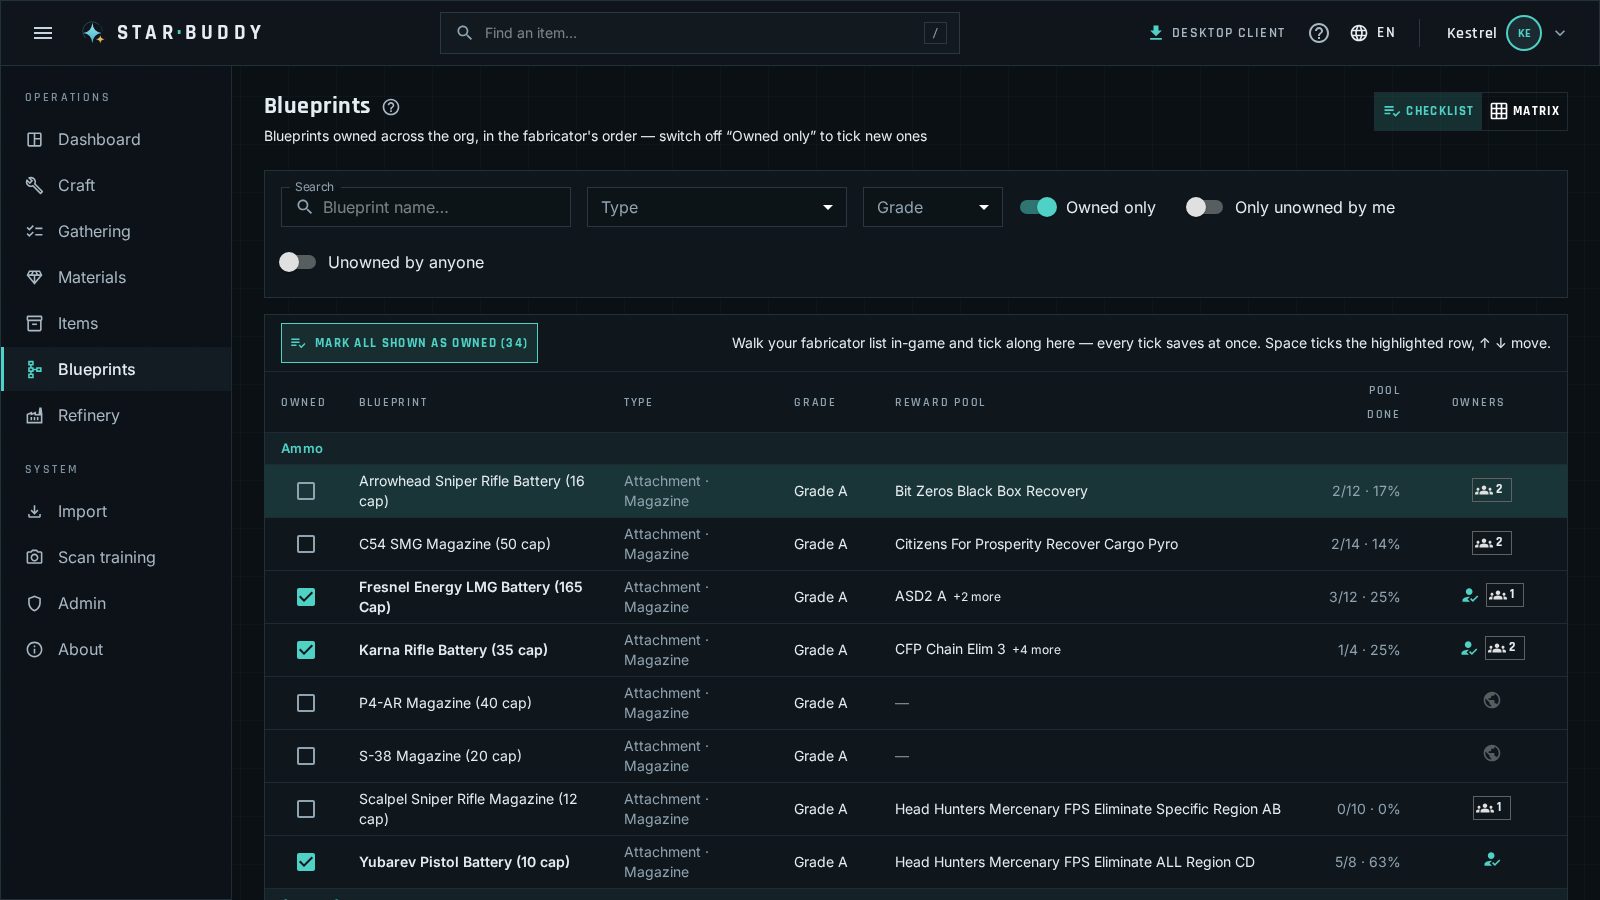 STAR·BUDDY
Find an item...
/
DESKTOP CLIENT
EN
Kestrel
KE
OPERATIONS
Dashboard
Craft
Gathering
Materials
Items
Blueprints
Refinery
SYSTEM
Import
Scan training
Admin
About
Blueprints
Blueprints owned across the org, in the fabricator's order — switch off “Owned only” to tick new ones
CHECKLIST
MATRIX
Search
Blueprint name...
Type
Grade
Owned only
Only unowned by me
Unowned by anyone
MARK ALL SHOWN AS OWNED (34)
Walk your fabricator list in-game and tick along here — every tick saves at once. Space ticks the highlighted row, ↑ ↓ move.
OWNED BLUEPRINT TYPE GRADE REWARD POOL POOL DONE OWNERS
Ammo
Arrowhead Sniper Rifle Battery (16 cap) Attachment · Magazine Grade A Bit Zeros Black Box Recovery 2/12 · 17% 2
C54 SMG Magazine (50 cap) Attachment · Magazine Grade A Citizens For Prosperity Recover Cargo Pyro 2/14 · 14% 2
Fresnel Energy LMG Battery (165 Cap) Attachment · Magazine Grade A ASD2 A +2 more 3/12 · 25% 1
Karna Rifle Battery (35 cap) Attachment · Magazine Grade A CFP Chain Elim 3 +4 more 1/4 · 25% 2
P4-AR Magazine (40 cap) Attachment · Magazine Grade A —
S-38 Magazine (20 cap) Attachment · Magazine Grade A —
Scalpel Sniper Rifle Magazine (12 cap) Attachment · Magazine Grade A Head Hunters Mercenary FPS Eliminate Specific Region AB 0/10 · 0% 1
Yubarev Pistol Battery (10 cap) Attachment · Magazine Grade A Head Hunters Mercenary FPS Eliminate ALL Region CD 5/8 · 63%